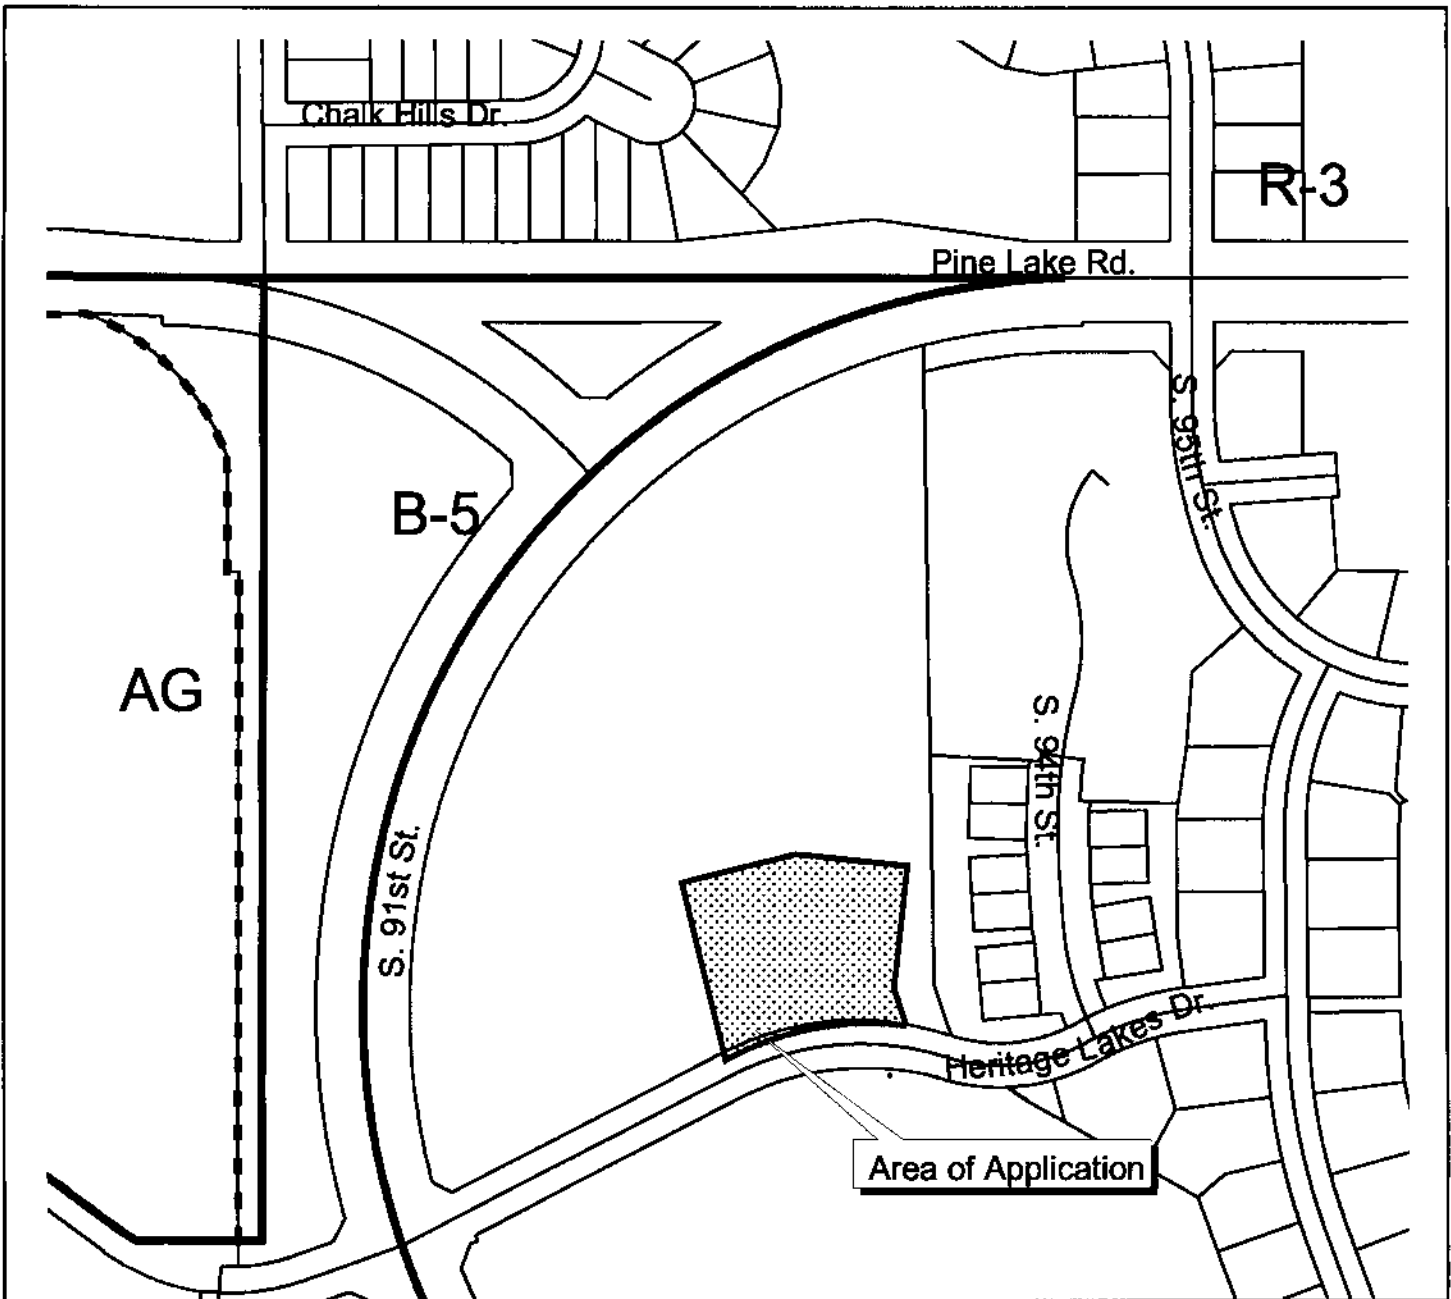 Chalk Hills Dr.
R-3
Pine Lake Rd.
S. 95th St.
B-5
AG
S. 94th St.
S. 91st St.
Heritage Lakes Dr.
Area of Application